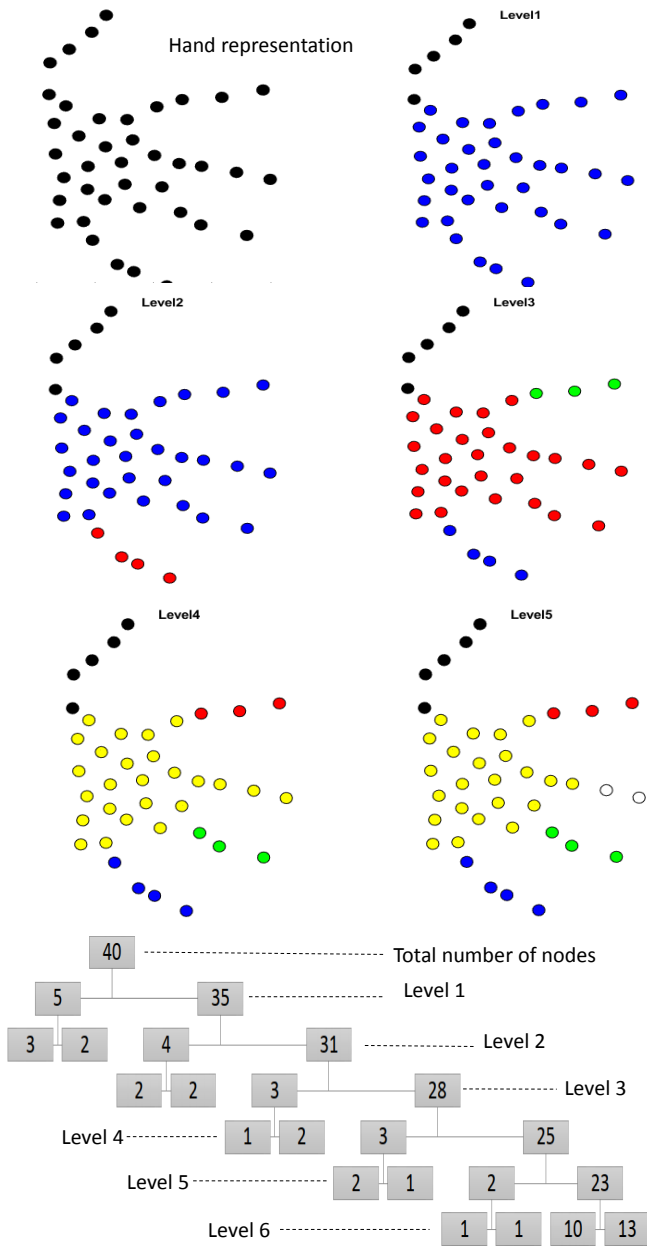 Hand representation
Level1
Level2
Level3
Level4
Level5
40
Total number of nodes
5 35
Level 1
3 2 4 31
Level 2
2 2 3 28
Level 3
Level 4
1 2 3 25
Level 5
2 1 2 23
Level 6
1 1 10 13